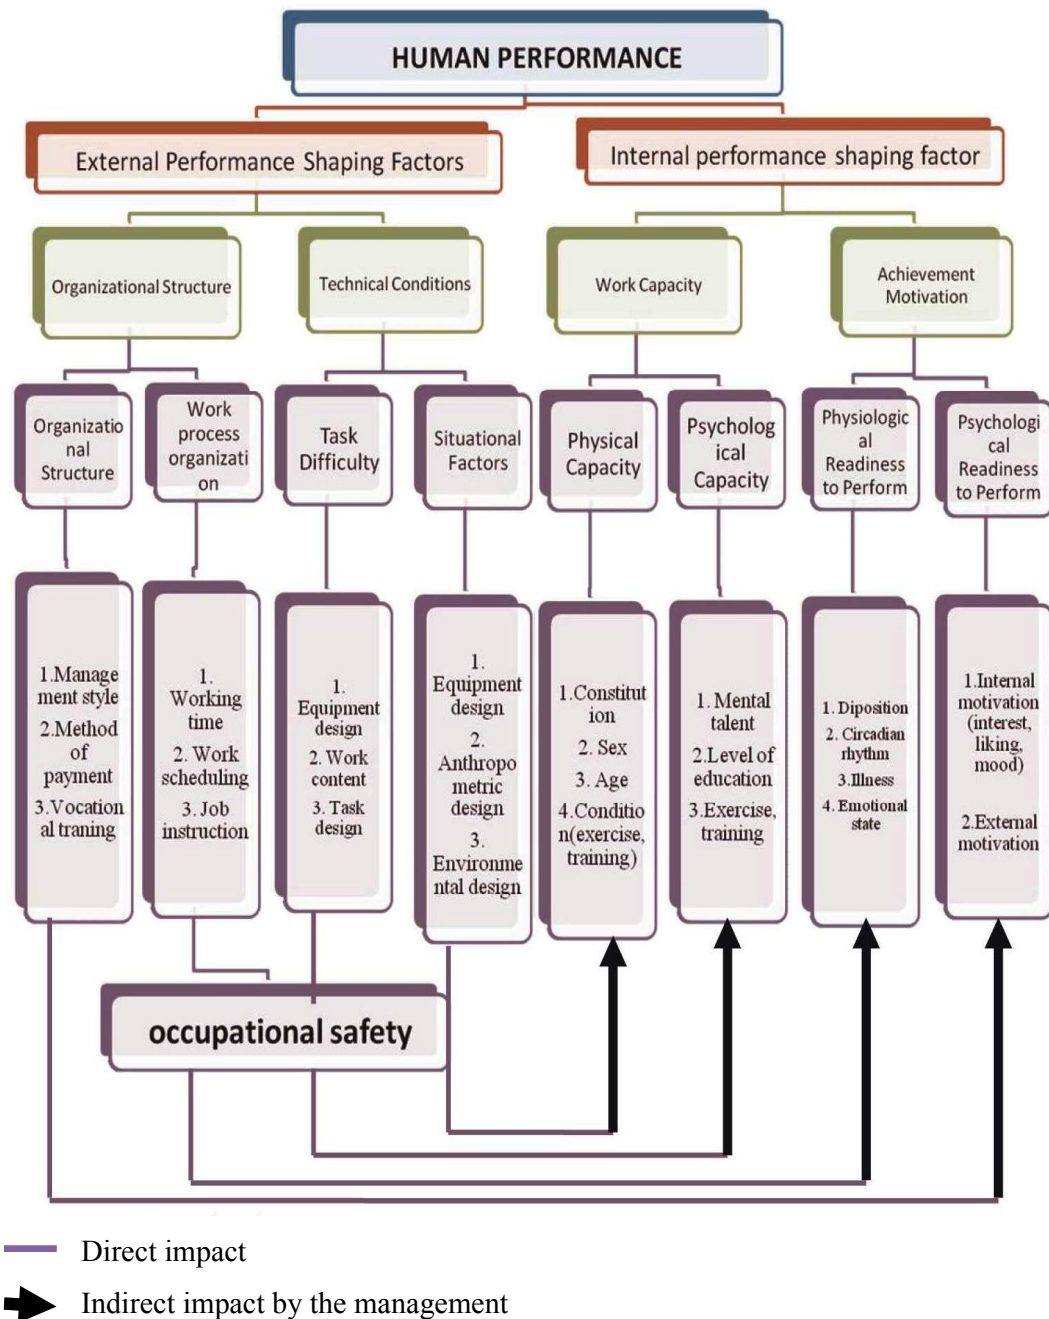 HUMAN PERFORMANCE
External Performance Shaping Factors
Internal performance shaping factor
Organizational Structure
Technical Conditions
Work Capacity
Achievement
Motivation
Organizatio
nal
Structure
Work
process
organizati
on
Task
Difficulty
Situational
Factors
Physical
Capacity
Psycholog
ical
Capacity
Physiologic
al
Readiness
to Perform
Psychologi
cal
Readiness
to Perform
1.Manage
ment style
2.Method
of
payment
3.Vocation
al traning
1.
Working
time
2. Work
scheduling
3. Job
instruction
1.
Equipment
design
2. Work
content
3. Task
design
1.
Equipment
design
2.
Anthropo
metric
design
3.
Environme
ntal design
1.Constitut
ion
2. Sex
3. Age
4.Conditio
n(exercise,
training)
1. Mental
talent
2.Level of
education
3.Exercise,
training
1. Diposition
2. Circadian
rhythm
3.Illness
4. Emotional
state
1.Internal
motivation
(interest,
liking,
mood)
2.External
motivation
occupational safety
Direct impact
Indirect impact by the management